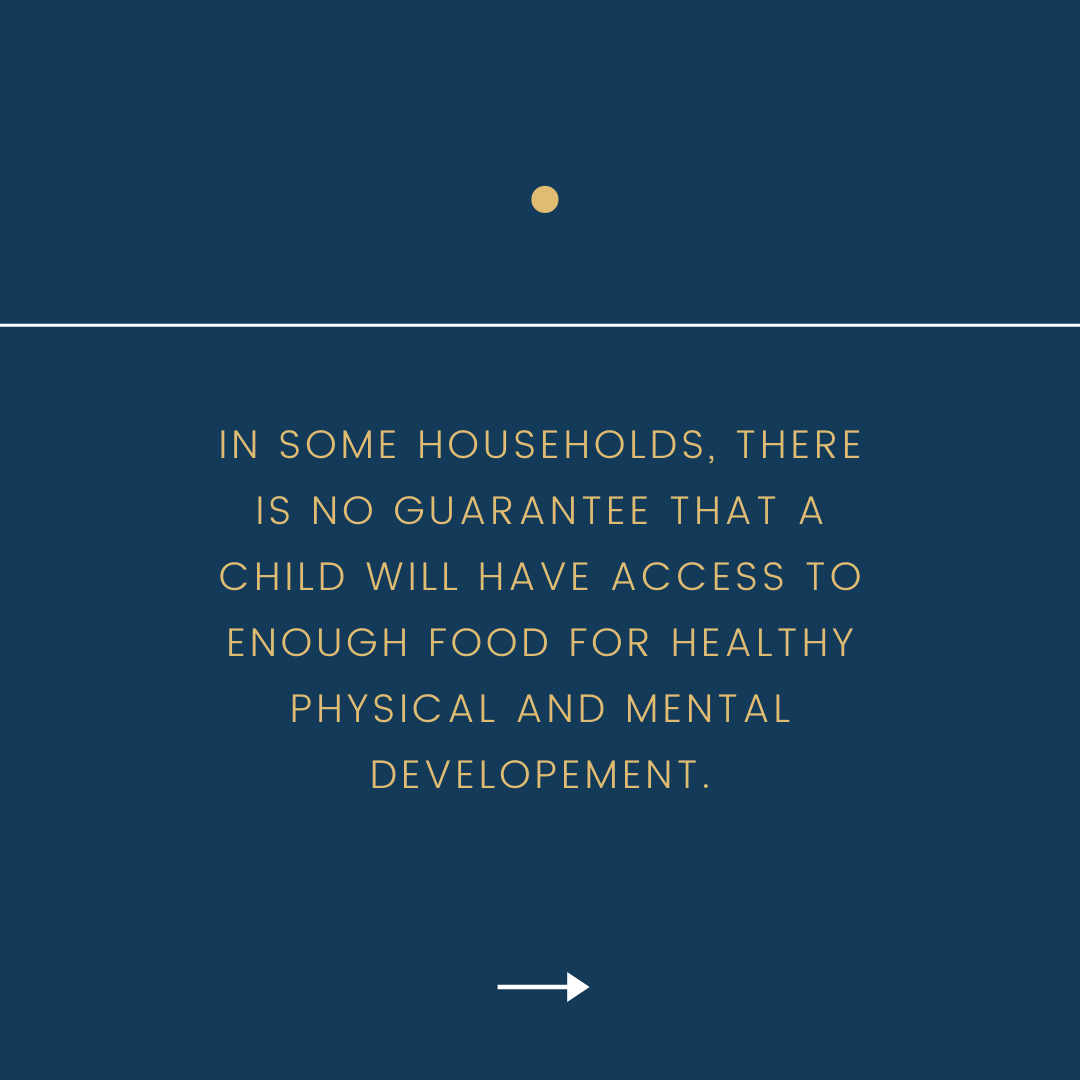 IN SOME HOUSEHOLDS, THERE
IS NO GUARANTEE THAT A
CHILD WILL HAVE ACCESS TO
ENOUGH FOOD FOR HEALTHY
PHYSICAL AND MENTAL
DEVELOPEMENT.